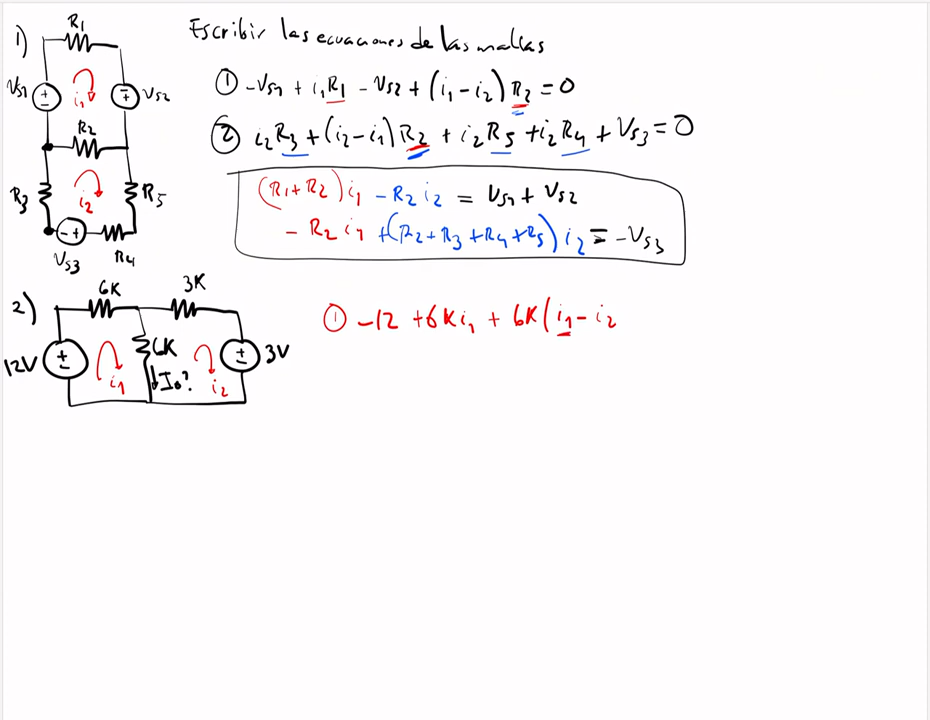 Escribir las ecuaciones de las mallas
1)
R1
Vs1
+
-
i1
-
+
Vs2
R2
R3
i2
R5
- +
Vs3
R4
① -Vs1 + i1R1 - Vs2 + (i1 - i2) R2 = 0
② i2R3 + (i2 - i1) R2 + i2R5 + i2R4 + Vs3 = 0
(R1 + R2) i1 - R2 i2 = Vs1 + Vs2
- R2 i1 + (R2 + R3 + R4 + R5) i2 = -Vs3
2)
6K
3K
12V
+
-
i1
6K
I0?
i2
+
-
3V
① -12 + 6K i1 + 6K (i1 - i2